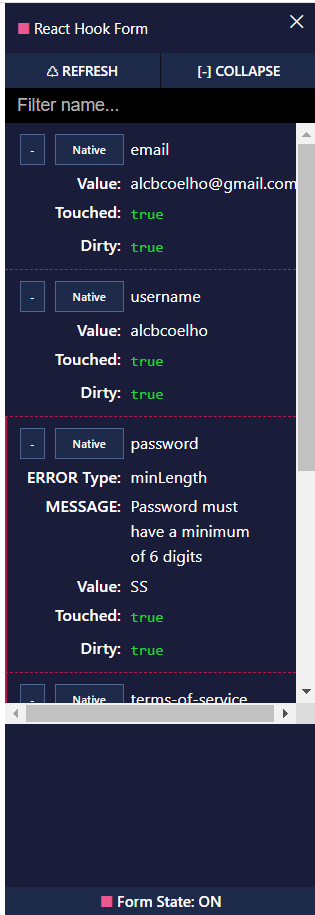 React Hook Form
♺ REFRESH [-] COLLAPSE
Filter name...
- Native email
Value: alcbcoelho@gmail.com
Touched: true
Dirty: true
- Native username
Value: alcbcoelho
Touched: true
Dirty: true
- Native password
ERROR Type: minLength
MESSAGE: Password must
have a minimum
of 6 digits
Value: SS
Touched: true
Dirty: true
- Native terms-of-service
Form State: ON